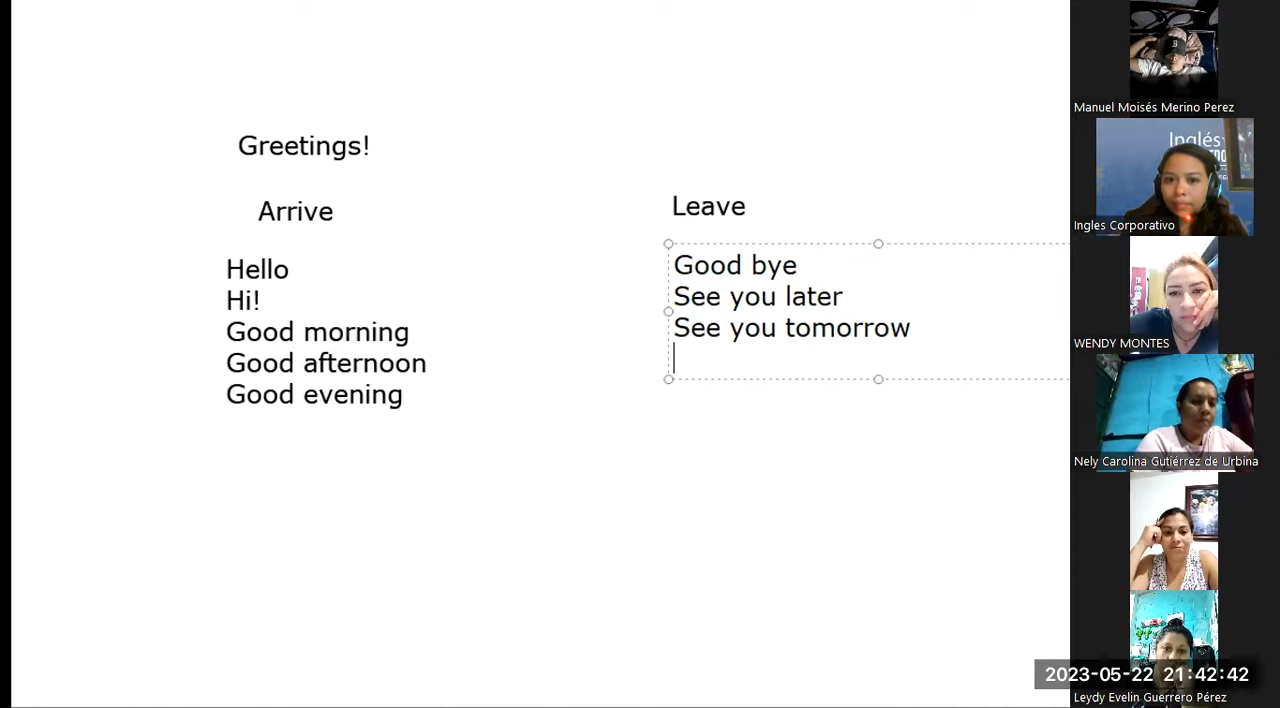 Greetings!
Arrive
Hello
Hi!
Good morning
Good afternoon
Good evening
Leave
Good bye
See you later
See you tomorrow
Manuel Moisés Merino Perez
Inglés
Ingles Corporativo
WENDY MONTES
Nely Carolina Gutiérrez de Urbina
2023-05-22 21:42:42
Leydy Evelin Guerrero Pérez